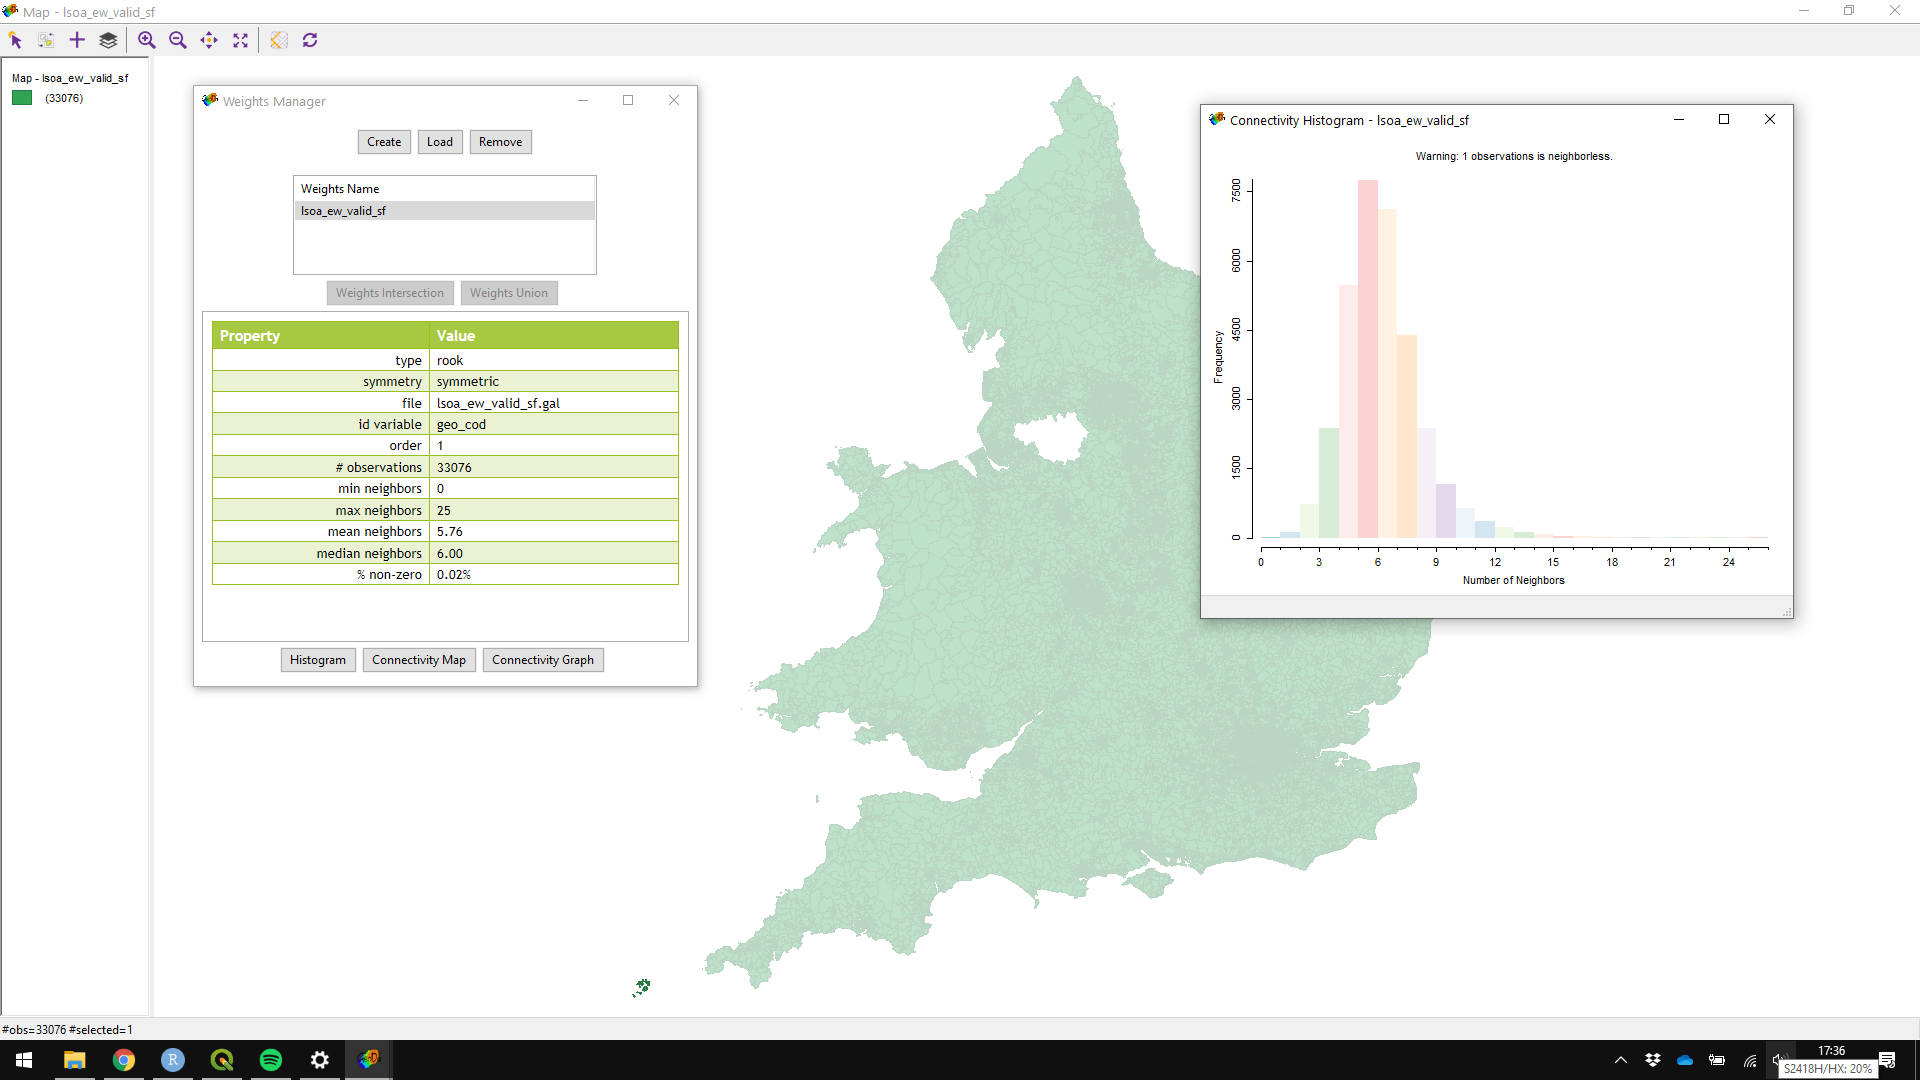 Map - lsoa_ew_valid_sf
Map - lsoa_ew_valid_sf
(33076)
Weights Manager
Create Load Remove
Weights Name
lsoa_ew_valid_sf
Weights Intersection Weights Union
Property Value
type rook
symmetry symmetric
file lsoa_ew_valid_sf.gal
id variable geo_cod
order 1
# observations 33076
min neighbors 0
max neighbors 25
mean neighbors 5.76
median neighbors 6.00
% non-zero 0.02%
Histogram Connectivity Map Connectivity Graph
Connectivity Histogram - lsoa_ew_valid_sf
Warning: 1 observations is neighborless.
7500
6000
4500
3000
1500
0
Frequency
0 3 6 9 12 15 18 21 24
Number of Neighbors
#obs=33076 #selected=1
R
17:36
S2418H/HX: 20%